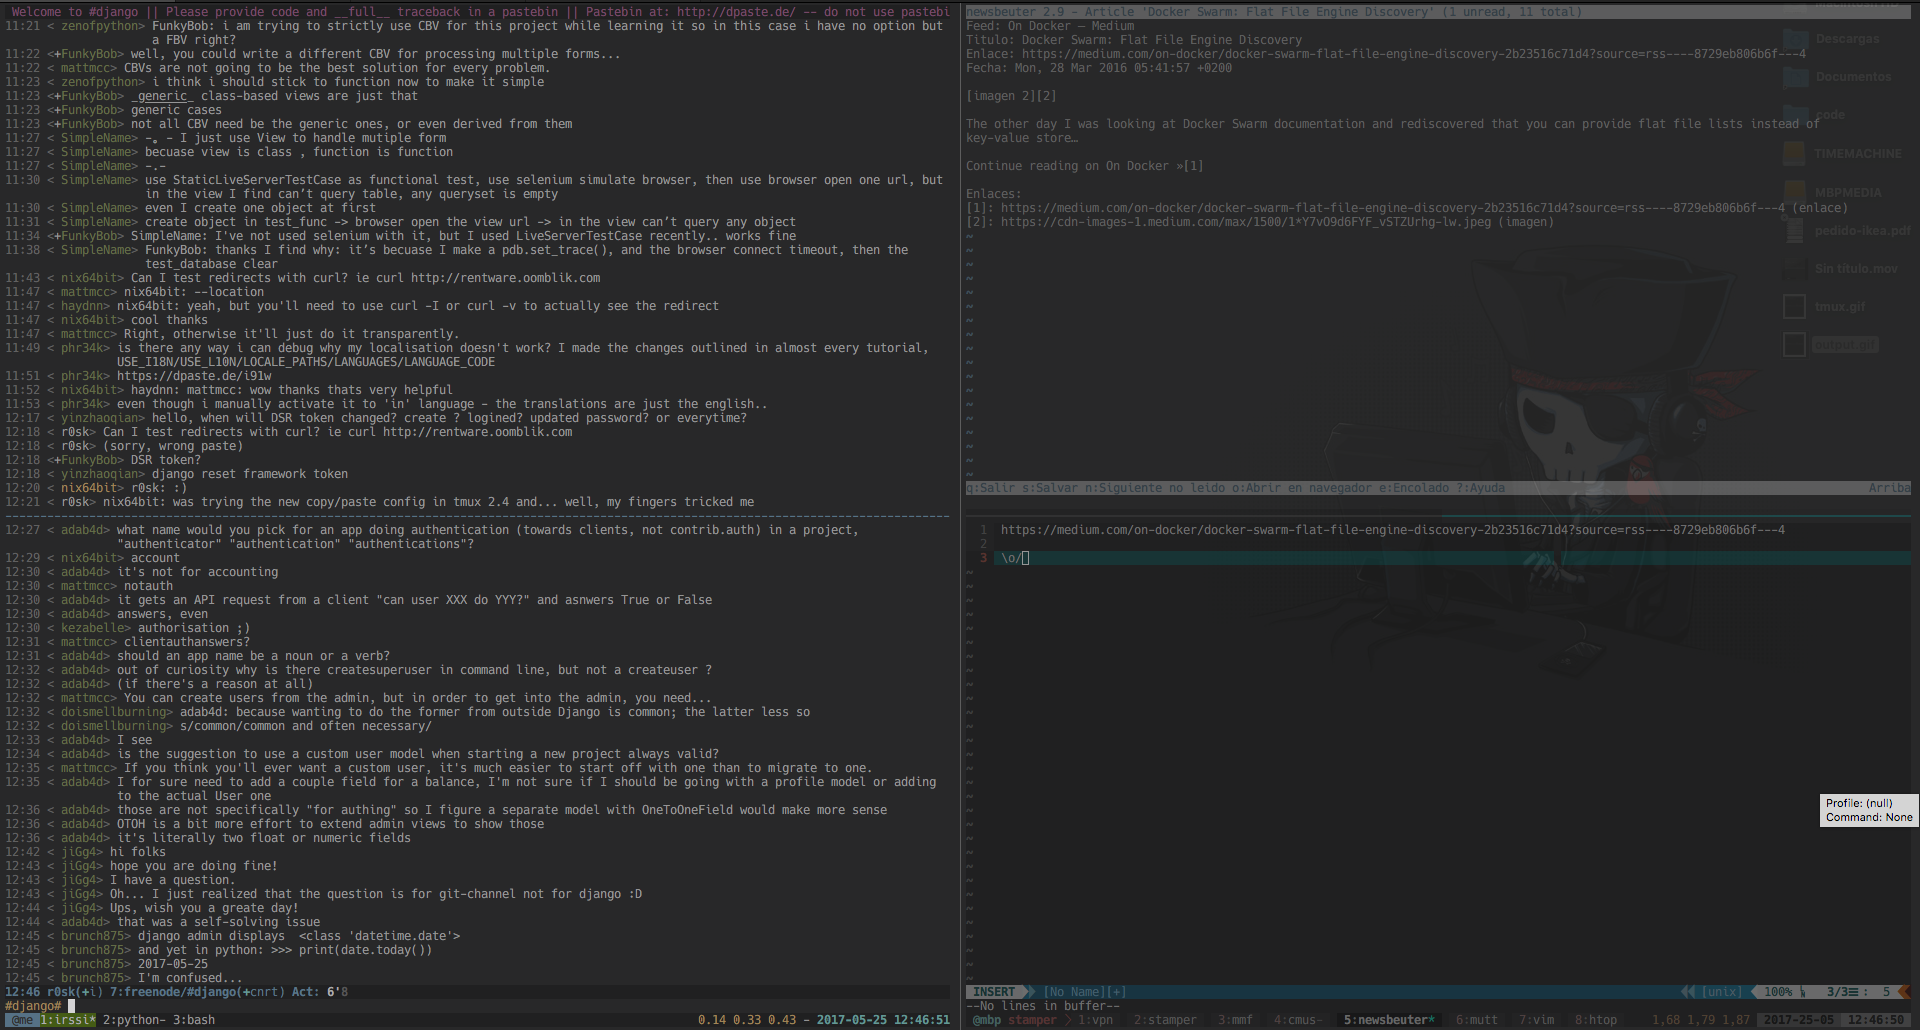 Welcome to #django || Please provide code and __full__ traceback in a pastebin || Pastebin at: http://dpaste.de/ -- do not use pastebi
11:21 < zenofpython> FunkyBob: i am trying to strictly use CBV for this project while learning it so in this case i have no option but
a FBV right?
11:22 <+FunkyBob> well, you could write a different CBV for processing multiple forms...
11:22 < mattmcc> CBVs are not going to be the best solution for every problem.
11:23 < zenofpython> i think i should stick to function now to make it simple
11:23 <+FunkyBob> _generic_ class-based views are just that
11:23 <+FunkyBob> generic cases
11:23 <+FunkyBob> not all CBV need be the generic ones, or even derived from them
11:27 < SimpleName> -。- I just use View to handle mutiple form
11:27 < SimpleName> becuase view is class , function is function
11:27 < SimpleName> -.-
11:30 < SimpleName> use StaticLiveServerTestCase as functional test, use selenium simulate browser, then use browser open one url, but
in the view I find can’t query table, any queryset is empty
11:30 < SimpleName> even I create one object at first
11:31 < SimpleName> create object in test_func -> browser open the view url -> in the view can’t query any object
11:34 <+FunkyBob> SimpleName: I've not used selenium with it, but I used LiveServerTestCase recently.. works fine
11:38 < SimpleName> FunkyBob: thanks I find why: it’s becuase I make a pdb.set_trace(), and the browser connect timeout, then the
test_database clear
11:43 < nix64bit> Can I test redirects with curl? ie curl http://rentware.oomblik.com
11:47 < mattmcc> nix64bit: --location
11:47 < haydnn> nix64bit: yeah, but you'll need to use curl -I or curl -v to actually see the redirect
11:47 < nix64bit> cool thanks
11:47 < mattmcc> Right, otherwise it'll just do it transparently.
11:49 < phr34k> is there any way i can debug why my localisation doesn't work? I made the changes outlined in almost every tutorial,
USE_I18N/USE_L10N/LOCALE_PATHS/LANGUAGES/LANGUAGE_CODE
11:51 < phr34k> https://dpaste.de/i91w
11:52 < nix64bit> haydnn: mattmcc: wow thanks thats very helpful
11:53 < phr34k> even though i manually activate it to 'in' language - the translations are just the english..
12:17 < yinzhaoqian> hello, when will DSR token changed? create ? logined? updated password? or everytime?
12:18 < r0sk> Can I test redirects with curl? ie curl http://rentware.oomblik.com
12:18 < r0sk> (sorry, wrong paste)
12:18 <+FunkyBob> DSR token?
12:18 < yinzhaoqian> django reset framework token
12:20 < nix64bit> r0sk: :)
12:21 < r0sk> nix64bit: was trying the new copy/paste config in tmux 2.4 and... well, my fingers tricked me
12:27 < adab4d> what name would you pick for an app doing authentication (towards clients, not contrib.auth) in a project,
"authenticator" "authentication" "authentications"?
12:29 < nix64bit> account
12:30 < adab4d> it's not for accounting
12:30 < mattmcc> notauth
12:30 < adab4d> it gets an API request from a client "can user XXX do YYY?" and asnwers True or False
12:30 < adab4d> answers, even
12:30 < kezabelle> authorisation ;)
12:31 < mattmcc> clientauthanswers?
12:31 < adab4d> should an app name be a noun or a verb?
12:32 < adab4d> out of curiosity why is there createsuperuser in command line, but not a createuser ?
12:32 < adab4d> (if there's a reason at all)
12:32 < mattmcc> You can create users from the admin, but in order to get into the admin, you need...
12:32 < doismellburning> adab4d: because wanting to do the former from outside Django is common; the latter less so
12:32 < doismellburning> s/common/common and often necessary/
12:33 < adab4d> I see
12:34 < adab4d> is the suggestion to use a custom user model when starting a new project always valid?
12:35 < mattmcc> If you think you'll ever want a custom user, it's much easier to start off with one than to migrate to one.
12:35 < adab4d> I for sure need to add a couple field for a balance, I'm not sure if I should be going with a profile model or adding
to the actual User one
12:36 < adab4d> those are not specifically "for authing" so I figure a separate model with OneToOneField would make more sense
12:36 < adab4d> OTOH is a bit more effort to extend admin views to show those
12:36 < adab4d> it's literally two float or numeric fields
12:42 < jiGg4> hi folks
12:43 < jiGg4> hope you are doing fine!
12:43 < jiGg4> I have a question.
12:43 < jiGg4> Oh... I just realized that the question is for git-channel not for django :D
12:44 < jiGg4> Ups, wish you a greate day!
12:44 < adab4d> that was a self-solving issue
12:45 < brunch875> django admin displays  <class 'datetime.date'>
12:45 < brunch875> and yet in python: >>> print(date.today())
12:45 < brunch875> 2017-05-25
12:45 < brunch875> I'm confused...
12:46 r0sk(+i) 7:freenode/#django(+cnrt) Act: 6'8
#django#
@me 1:irssi* 2:python- 3:bash 0.14 0.33 0.43 - 2017-05-25 12:46:51
newsbeuter 2.9 - Article 'Docker Swarm: Flat File Engine Discovery' (1 unread, 11 total)
Feed: On Docker – Medium
Titulo: Docker Swarm: Flat File Engine Discovery
Enlace: https://medium.com/on-docker/docker-swarm-flat-file-engine-discovery-2b23516c71d4?source=rss----8729eb806b6f---4
Fecha: Mon, 28 Mar 2016 05:41:57 +0200
[imagen 2][2]
The other day I was looking at Docker Swarm documentation and rediscovered that you can provide flat file lists instead of
key-value store…
Continue reading on On Docker »[1]
Enlaces:
[1]: https://medium.com/on-docker/docker-swarm-flat-file-engine-discovery-2b23516c71d4?source=rss----8729eb806b6f---4 (enlace)
[2]: https://cdn-images-1.medium.com/max/1500/1*Y7vO9d6FYF_vSTZUrhg-lw.jpeg (imagen)
q:Salir s:Salvar n:Siguiente no leido o:Abrir en navegador e:Encolado ?:Ayuda Arriba
1 https://medium.com/on-docker/docker-swarm-flat-file-engine-discovery-2b23516c71d4?source=rss----8729eb806b6f---4
2
3 \o/
INSERT [No Name][+] [unix] 100% 3/3 : 5
--No lines in buffer--
@mbp stamper 1:vpn 2:stamper 3:mmf 4:cmus- 5:newsbeuter* 6:mutt 7:vim 8:htop 1,68 1,79 1,87 2017-25-05 12:46:50
Descargas
Documentos
code
TIMEMACHINE
MBPMEDIA
pedido-ikea.pdf
Sin título.mov
tmux.gif
output.gif
Profile: (null)
Command: None